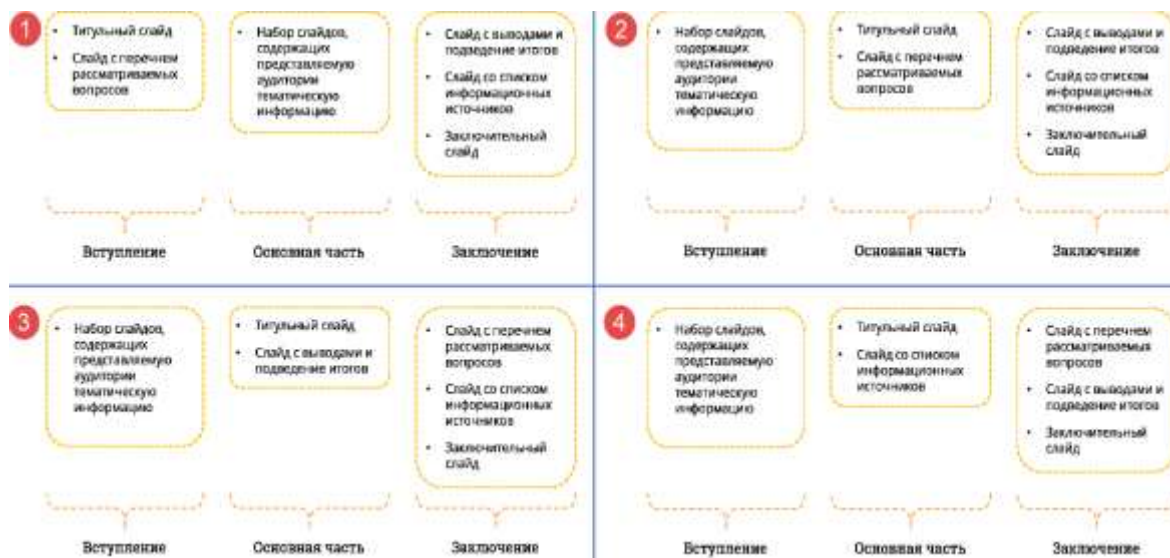 1
• Титульный слайд
• Слайд с перечнем
рассматриваемых
вопросов
• Набор слайдов,
содержащих
представляемую
аудитории
тематическую
информацию
• Слайд с выводами и
подведение итогов
• Слайд со списком
информационных
источников
• Заключительный
слайд
Вступление
Основная часть
Заключение
2
• Набор слайдов,
содержащих
представляемую
аудитории
тематическую
информацию
• Титульный слайд
• Слайд с перечнем
рассматриваемых
вопросов
• Слайд с выводами и
подведение итогов
• Слайд со списком
информационных
источников
• Заключительный
слайд
Вступление
Основная часть
Заключение
3
• Набор слайдов,
содержащих
представляемую
аудитории
тематическую
информацию
• Титульный слайд
• Слайд с выводами и
подведение итогов
• Слайд с перечнем
рассматриваемых
вопросов
• Слайд со списком
информационных
источников
• Заключительный
слайд
Вступление
Основная часть
Заключение
4
• Набор слайдов,
содержащих
представляемую
аудитории
тематическую
информацию
• Титульный слайд
• Слайд со списком
информационных
источников
• Слайд с перечнем
рассматриваемых
вопросов
• Слайд с выводами и
подведение итогов
• Заключительный
слайд
Вступление
Основная часть
Заключение